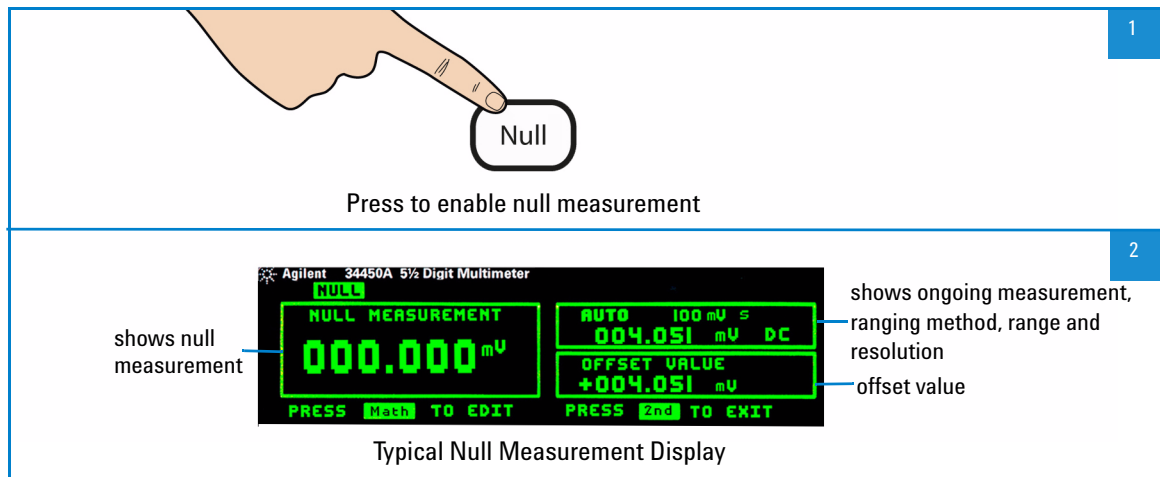 1
Null
Press to enable null measurement
2
Agilent 34450A 5½ Digit Multimeter
NULL
NULL MEASUREMENT
000.000 mV
AUTO 100 mV S
004.051 mV DC
OFFSET VALUE
+004.051 mV
PRESS Math TO EDIT
PRESS 2nd TO EXIT
shows null
measurement
shows ongoing measurement,
ranging method, range and
resolution
offset value
Typical Null Measurement Display